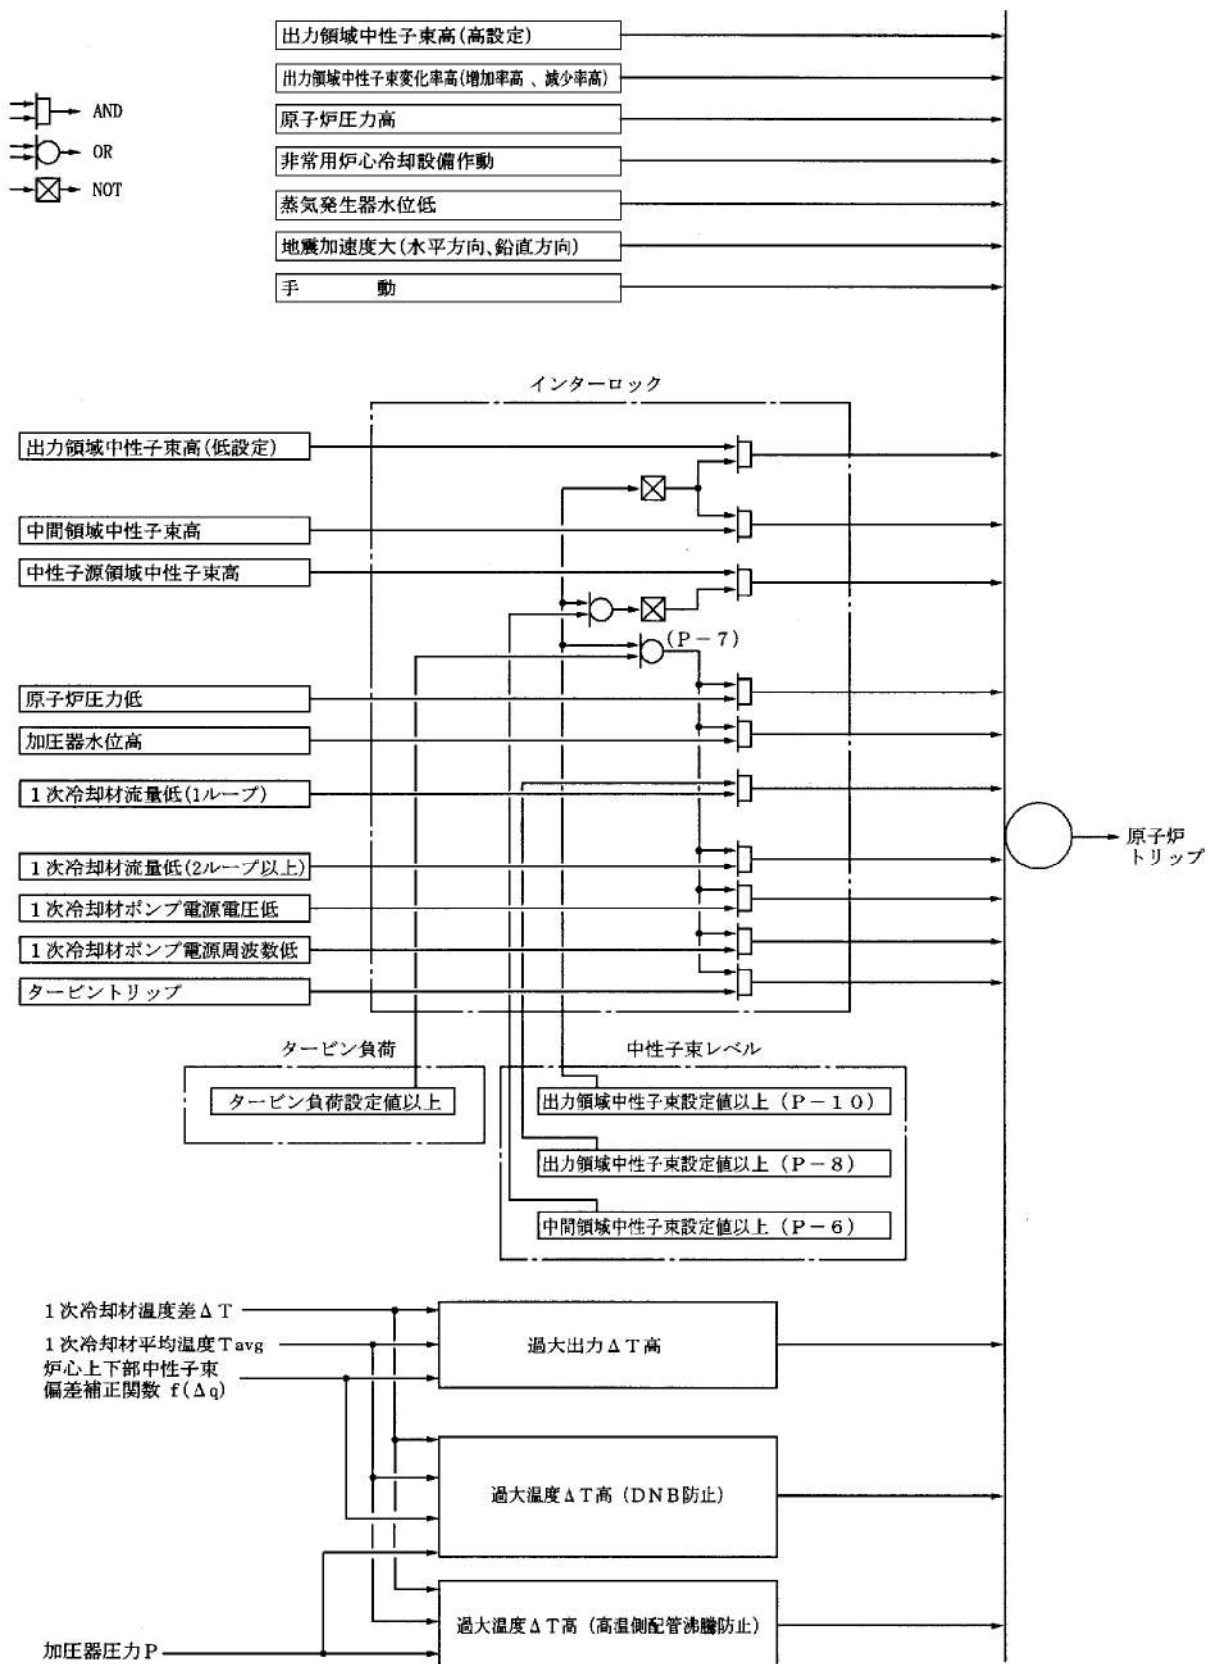 出力領域中性子束高(高設定)
出力領域中性子束変化率高(増加率高 、減少率高)
AND
原子炉圧力高
OR
非常用炉心冷却設備作動
NOT
蒸気発生器水位低
地震加速度大(水平方向、鉛直方向)
手 動
インターロック
出力領域中性子束高(低設定)
中間領域中性子束高
中性子源領域中性子束高
(P-7)
原子炉圧力低
加圧器水位高
1次冷却材流量低(1ループ)
原子炉
トリップ
1次冷却材流量低(2ループ以上)
1次冷却材ポンプ電源電圧低
1次冷却材ポンプ電源周波数低
タービントリップ
タービン負荷
中性子束レベル
タービン負荷設定値以上
出力領域中性子束設定値以上(P-10)
出力領域中性子束設定値以上(P-8)
中間領域中性子束設定値以上(P-6)
1次冷却材温度差ΔT
1次冷却材平均温度Tavg
炉心上下部中性子束
偏差補正関数 f(Δq)
過大出力ΔT高
過大温度ΔT高(DNB防止)
過大温度ΔT高(高温側配管沸騰防止)
加圧器圧力P